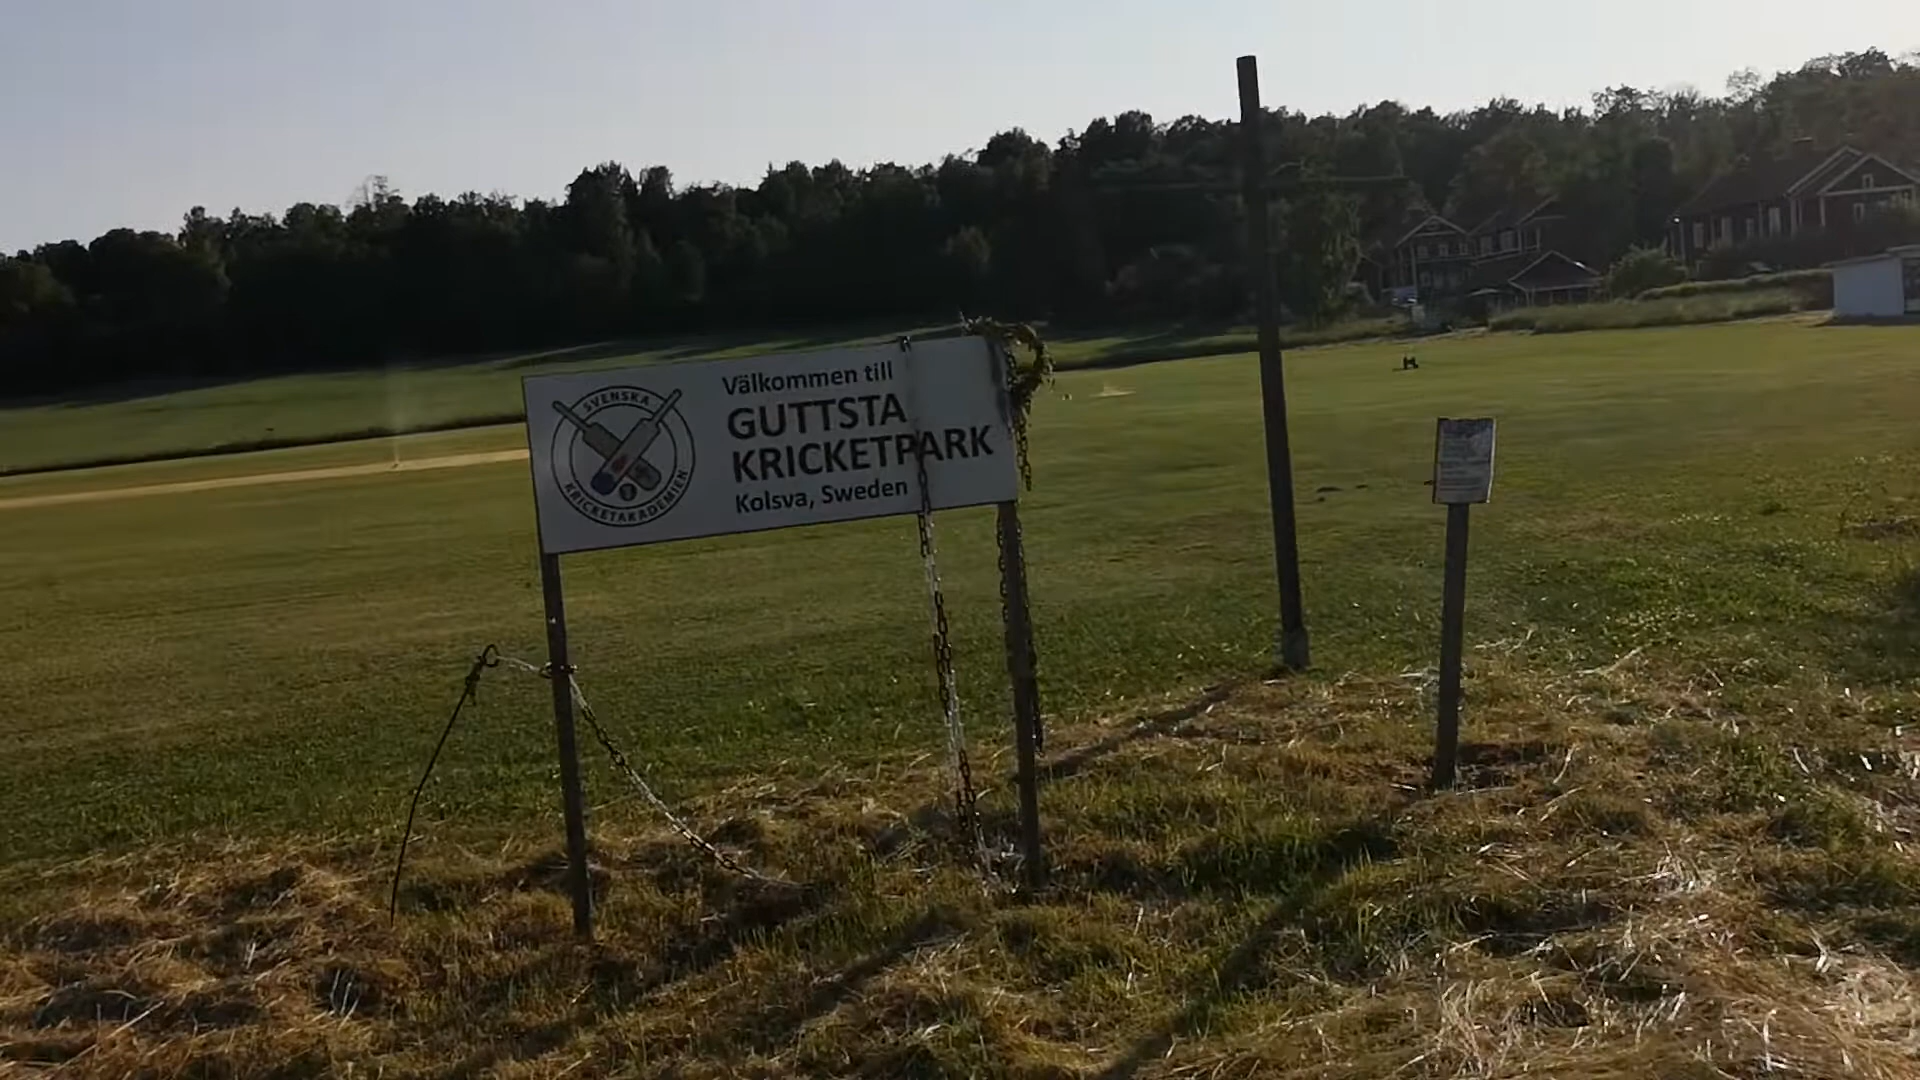 SVENSKA
KRICKETAKADEMIEN
Välkommen till
GUTTSTA
KRICKETPARK
Kolsva, Sweden